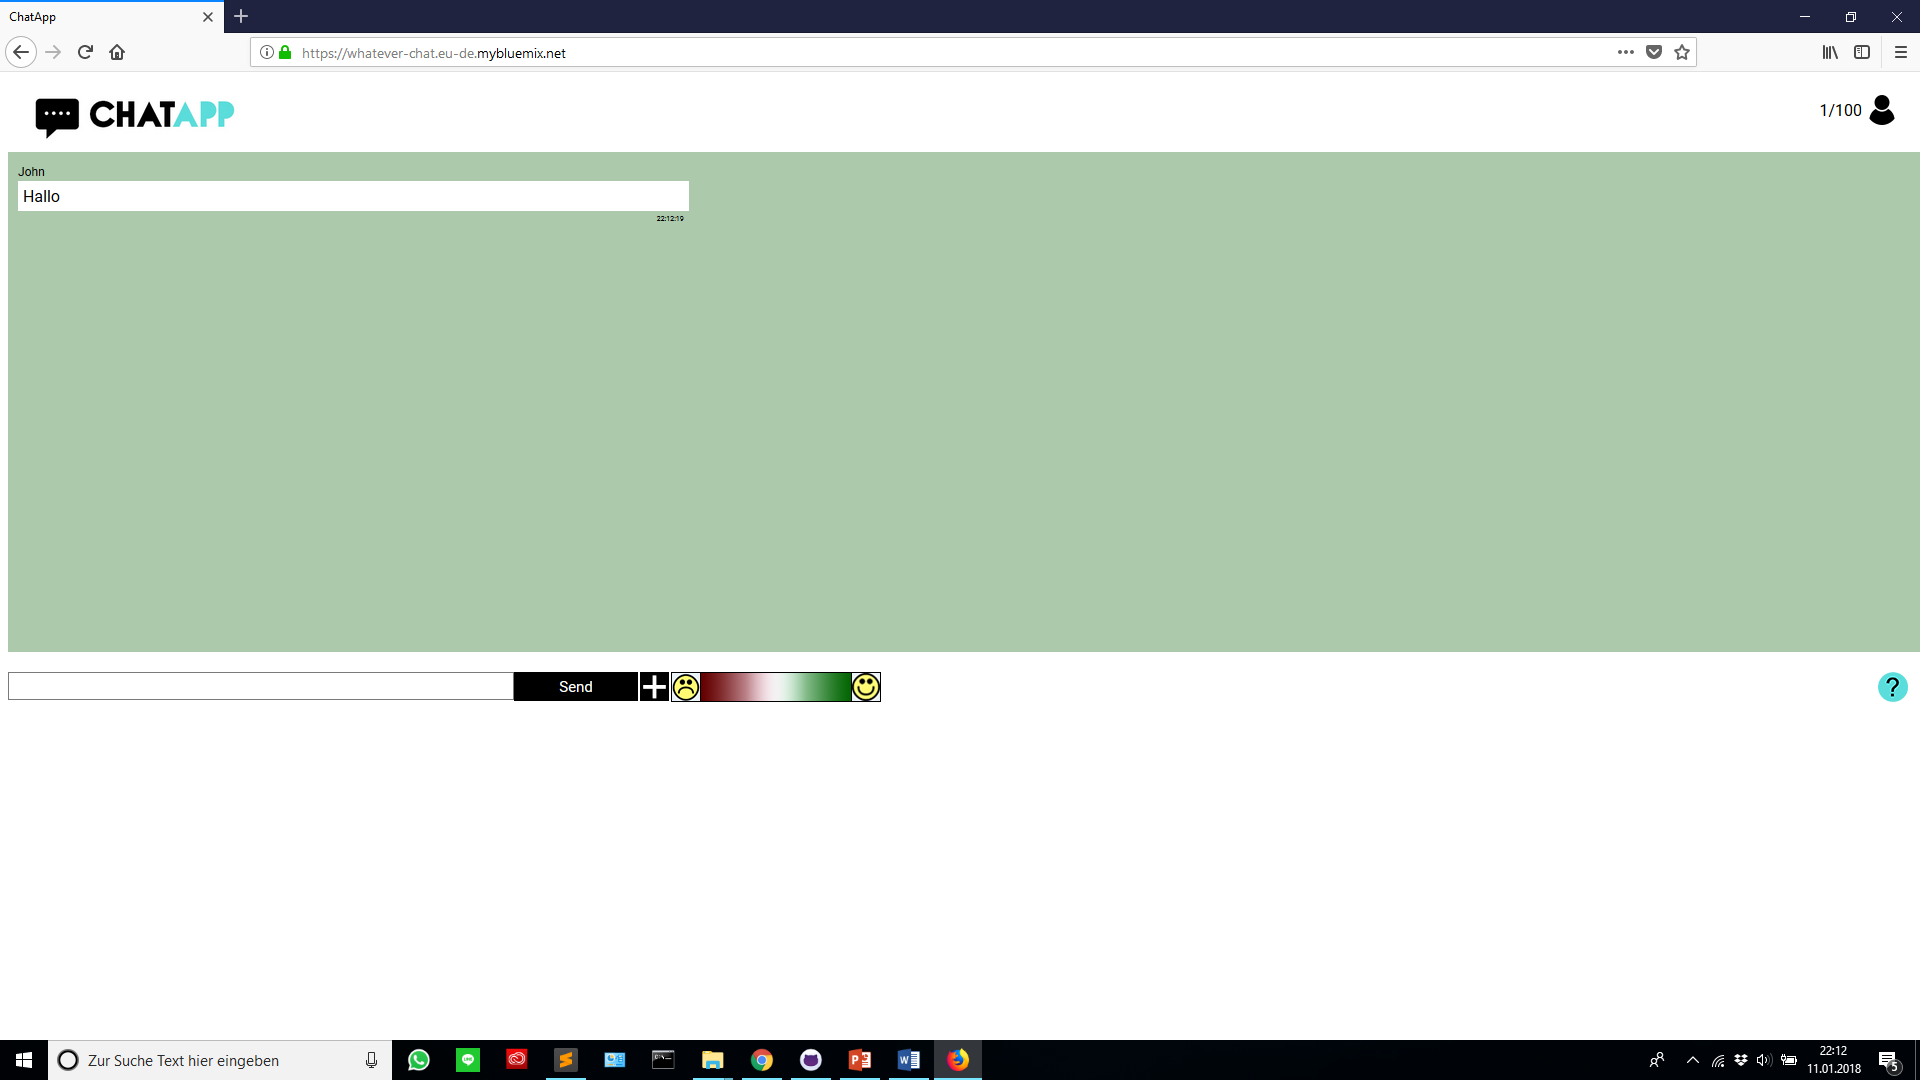 ChatApp
https://whatever-chat.eu-de.mybluemix.net
CHATAPP
1/100
John
Hallo
22:12:19
Send
?
Zur Suche Text hier eingeben
22:12
11.01.2018
5